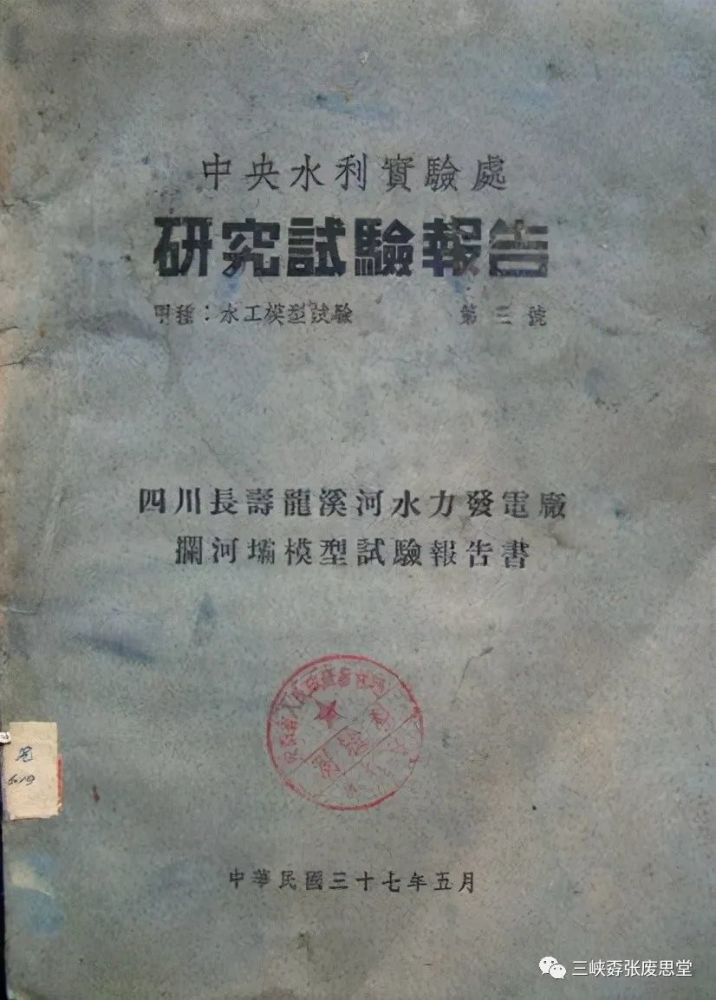 中央水利實驗處
研究試驗報告
甲種：水工模型試驗 第三號
四川長壽龍溪河水力發電廠
攔河壩模型試驗報告書
中華民國三十七年五月
三峡孬张废思堂